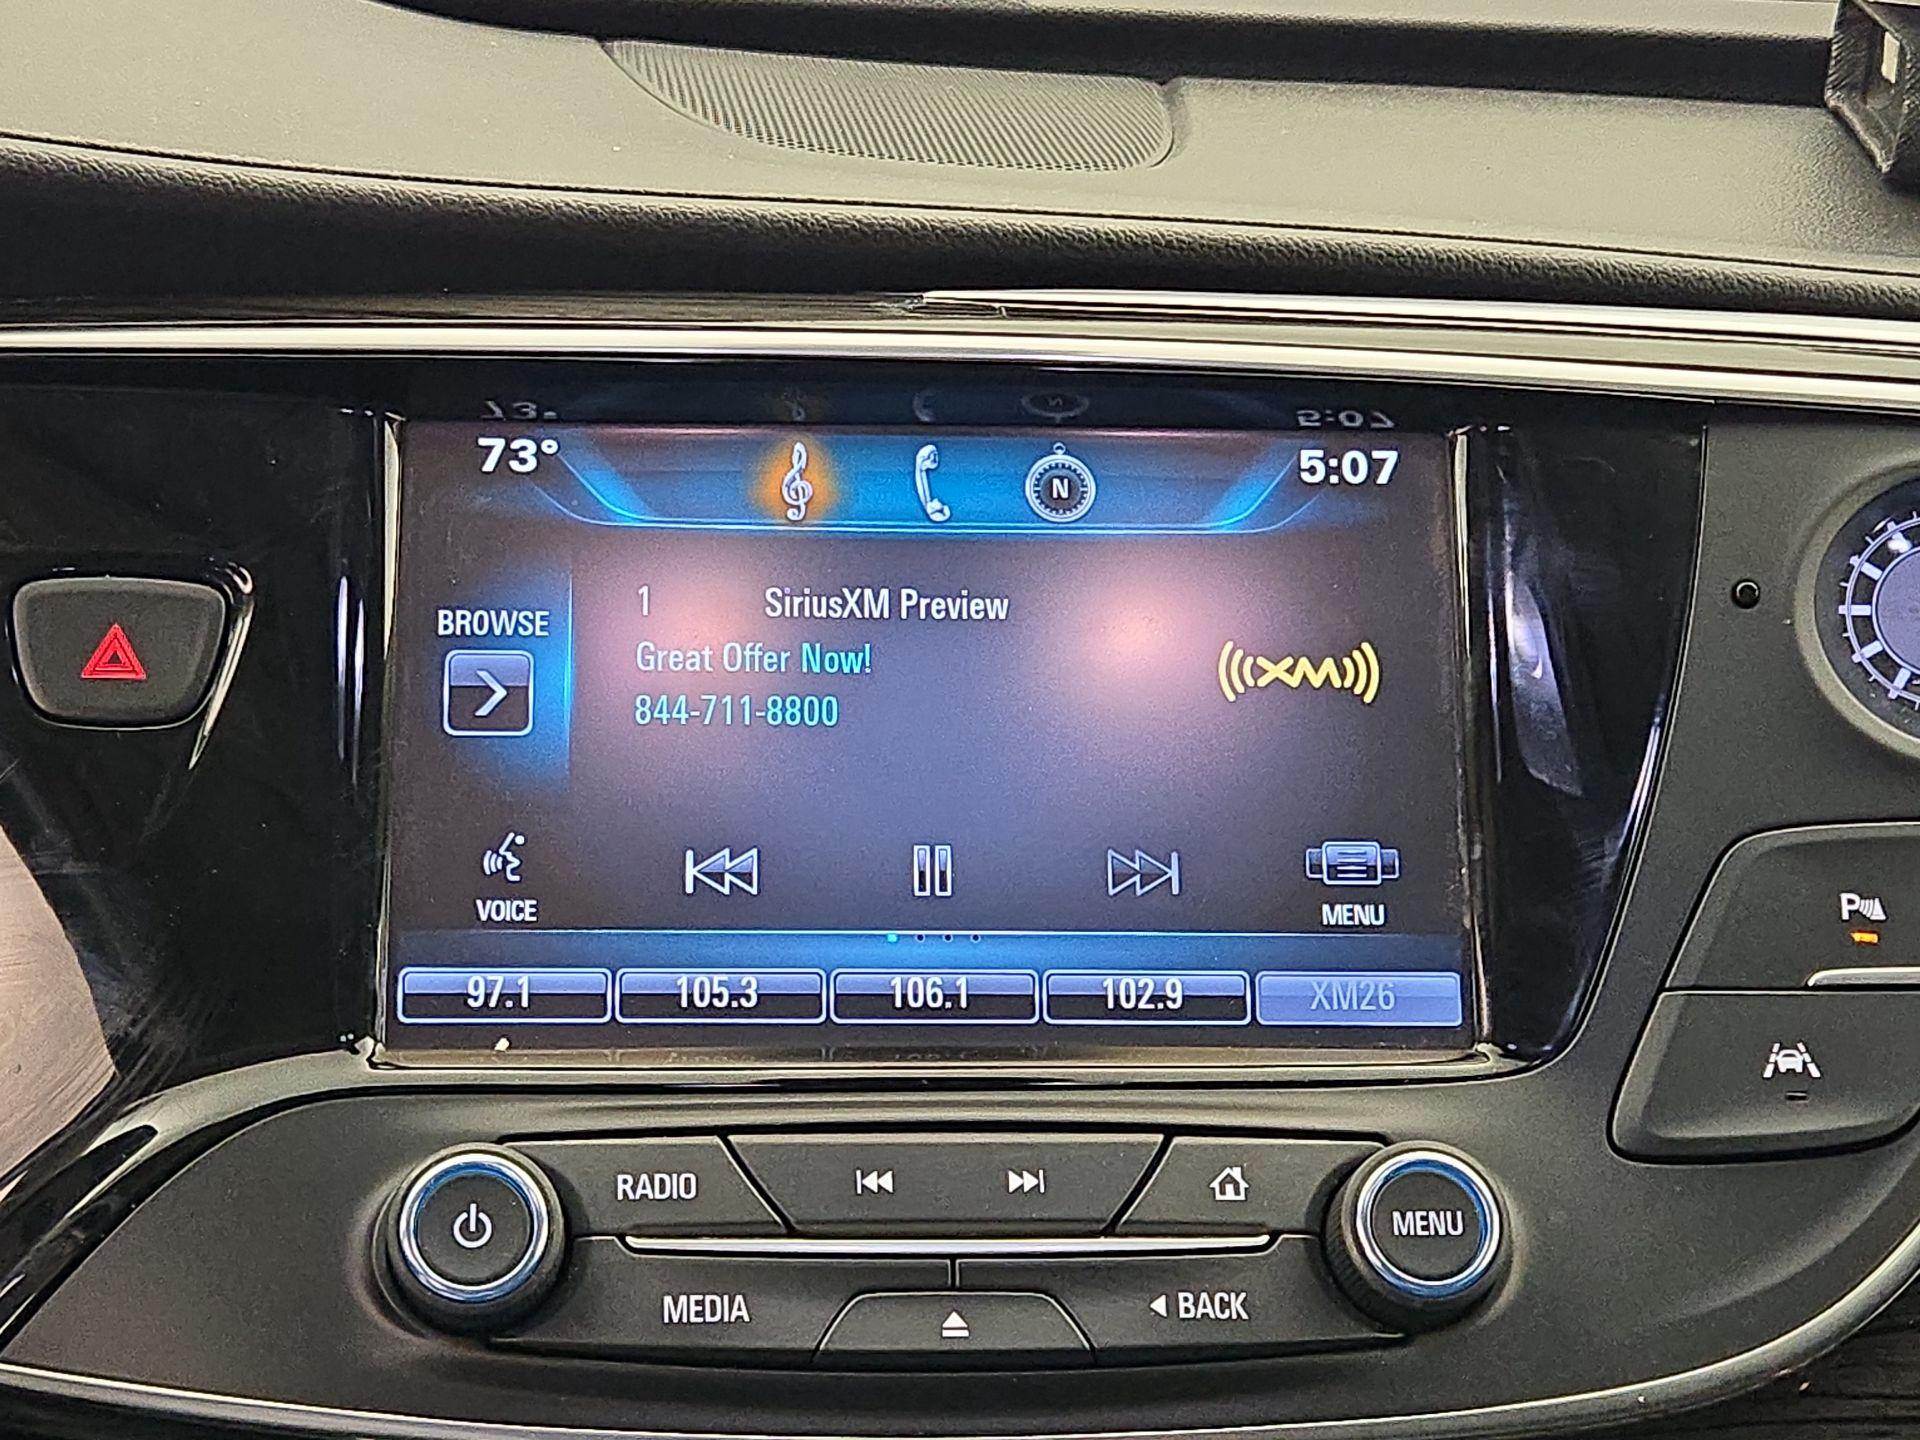 73° N 5:07
BROWSE
1 SiriusXM Preview
Great Offer Now!
844-711-8800
((XM))
VOICE
MENU
97.1 105.3 106.1 102.9 XM26
P
RADIO
MENU
MEDIA
BACK